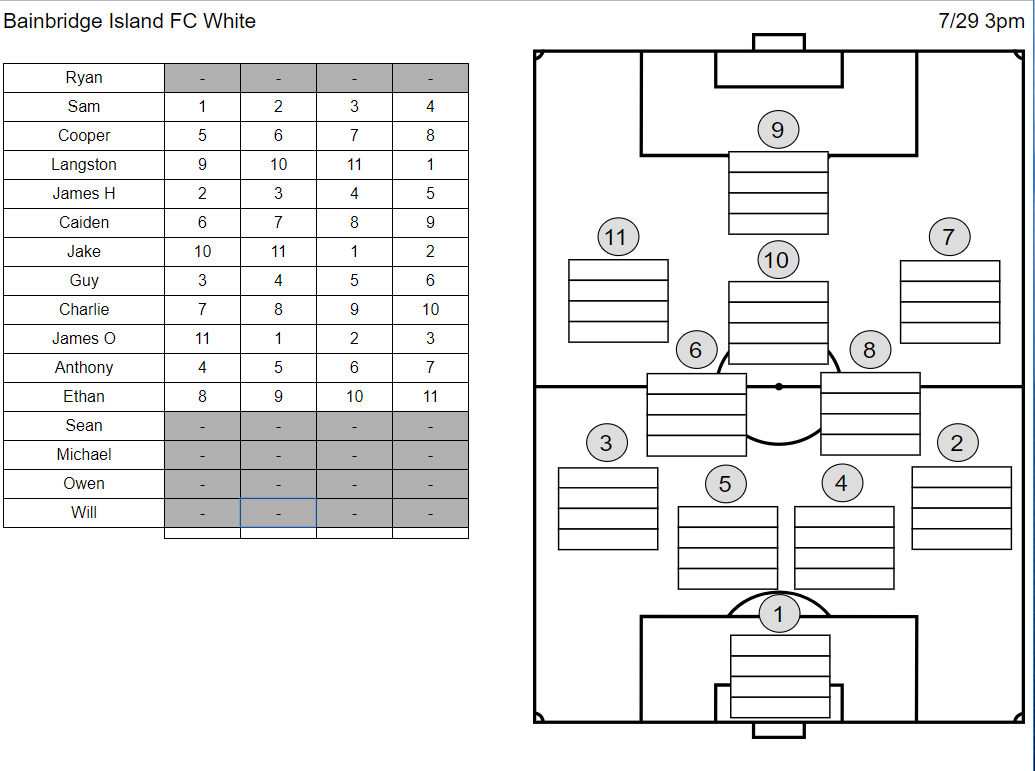 Bainbridge Island FC White 7/29 3pm
Ryan - - - -
Sam 1 2 3 4
Cooper 5 6 7 8
Langston 9 10 11 1
James H 2 3 4 5
Caiden 6 7 8 9
Jake 10 11 1 2
Guy 3 4 5 6
Charlie 7 8 9 10
James O 11 1 2 3
Anthony 4 5 6 7
Ethan 8 9 10 11
Sean - - - -
Michael - - - -
Owen - - - -
Will - - - -
9
11 7
10
6 8
3 2
5 4
1